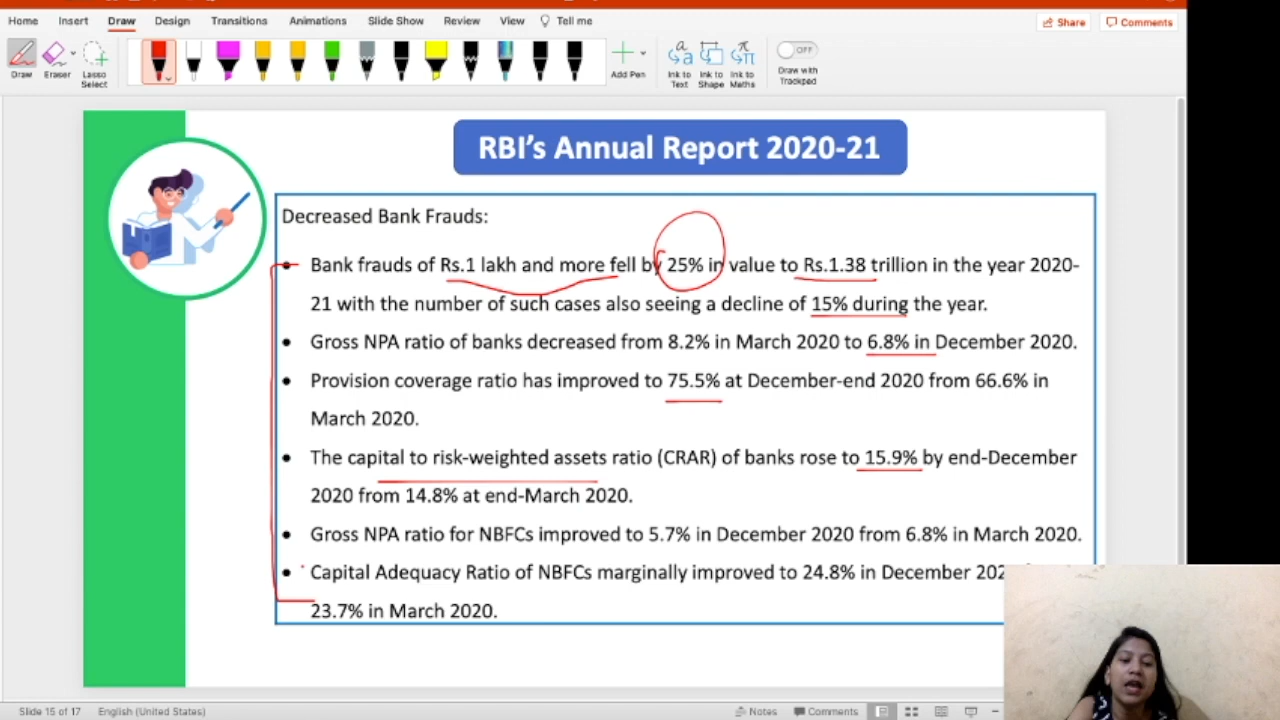 Home Insert Draw Design Transitions Animations Slide Show Review View Tell me Share Comments
Draw Eraser Lasso Select Add Pen Ink to Text Ink to Shape Ink to Maths OFF Draw with Trackpad
RBI's Annual Report 2020-21
Decreased Bank Frauds:
• Bank frauds of Rs.1 lakh and more fell by 25% in value to Rs.1.38 trillion in the year 2020-
21 with the number of such cases also seeing a decline of 15% during the year.
• Gross NPA ratio of banks decreased from 8.2% in March 2020 to 6.8% in December 2020.
• Provision coverage ratio has improved to 75.5% at December-end 2020 from 66.6% in
March 2020.
• The capital to risk-weighted assets ratio (CRAR) of banks rose to 15.9% by end-December
2020 from 14.8% at end-March 2020.
• Gross NPA ratio for NBFCs improved to 5.7% in December 2020 from 6.8% in March 2020.
• Capital Adequacy Ratio of NBFCs marginally improved to 24.8% in December
23.7% in March 2020.
Slide 15 of 17 English (United States) Notes Comments